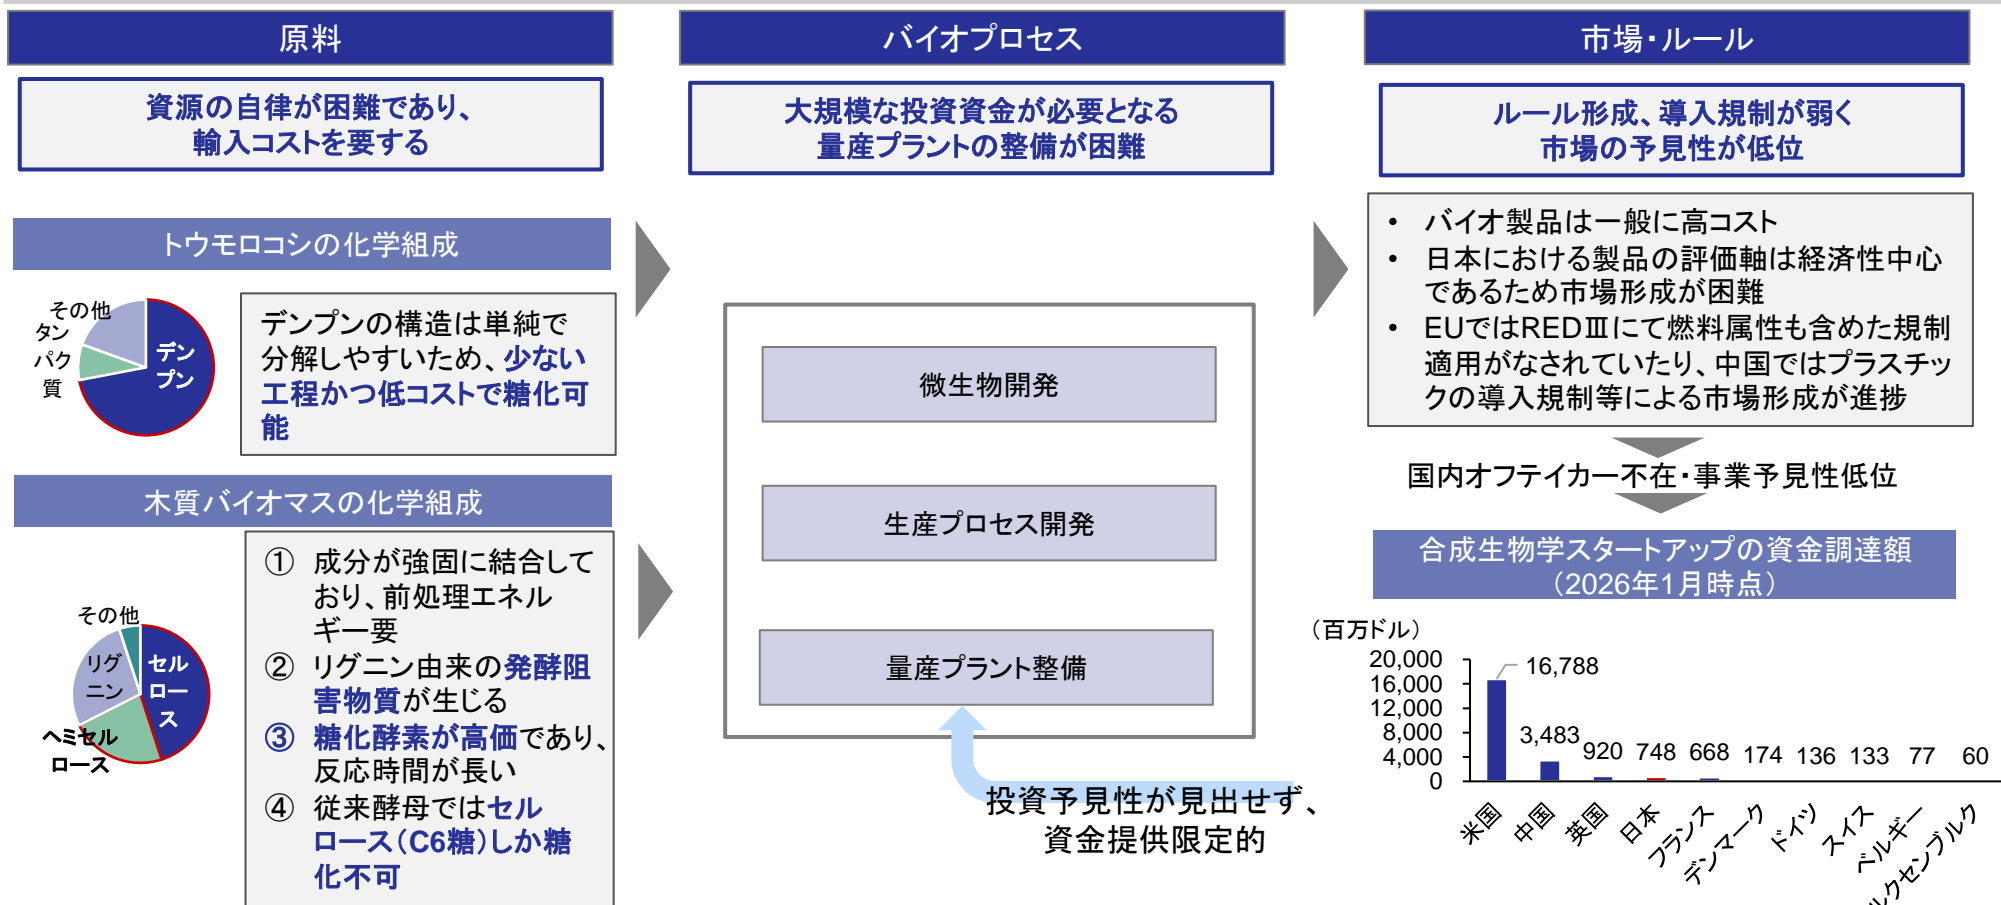 原料
資源の自律が困難であり、
輸入コストを要する
トウモロコシの化学組成
その他
タン
パク
質
デン
プン
デンプンの構造は単純で
分解しやすいため、少ない
工程かつ低コストで糖化可
能
木質バイオマスの化学組成
その他
リグ
ニン
セル
ロー
ス
ヘミセル
ロース
① 成分が強固に結合して
おり、前処理エネル
ギー要
② リグニン由来の発酵阻
害物質が生じる
③ 糖化酵素が高価であり、
反応時間が長い
④ 従来酵母ではセル
ロース（C6糖）しか糖
化不可
バイオプロセス
大規模な投資資金が必要となる
量産プラントの整備が困難
微生物開発
生産プロセス開発
量産プラント整備
投資予見性が見出せず、
資金提供限定的
市場・ルール
ルール形成、導入規制が弱く
市場の予見性が低位
• バイオ製品は一般に高コスト
• 日本における製品の評価軸は経済性中心
であるため市場形成が困難
• EUではREDⅢにて燃料属性も含めた規制
適用がなされていたり、中国ではプラスチッ
クの導入規制等による市場形成が進捗
国内オフテイカー不在・事業予見性低位
合成生物学スタートアップの資金調達額
（2026年1月時点）
（百万ドル）
20,000
16,000
12,000
8,000
4,000
0
16,788
3,483
920
748
668
174
136
133
77
60
米国
中国
英国
日本
フランス
デンマーク
ドイツ
スイス
ベルギー
ルクセンブルク